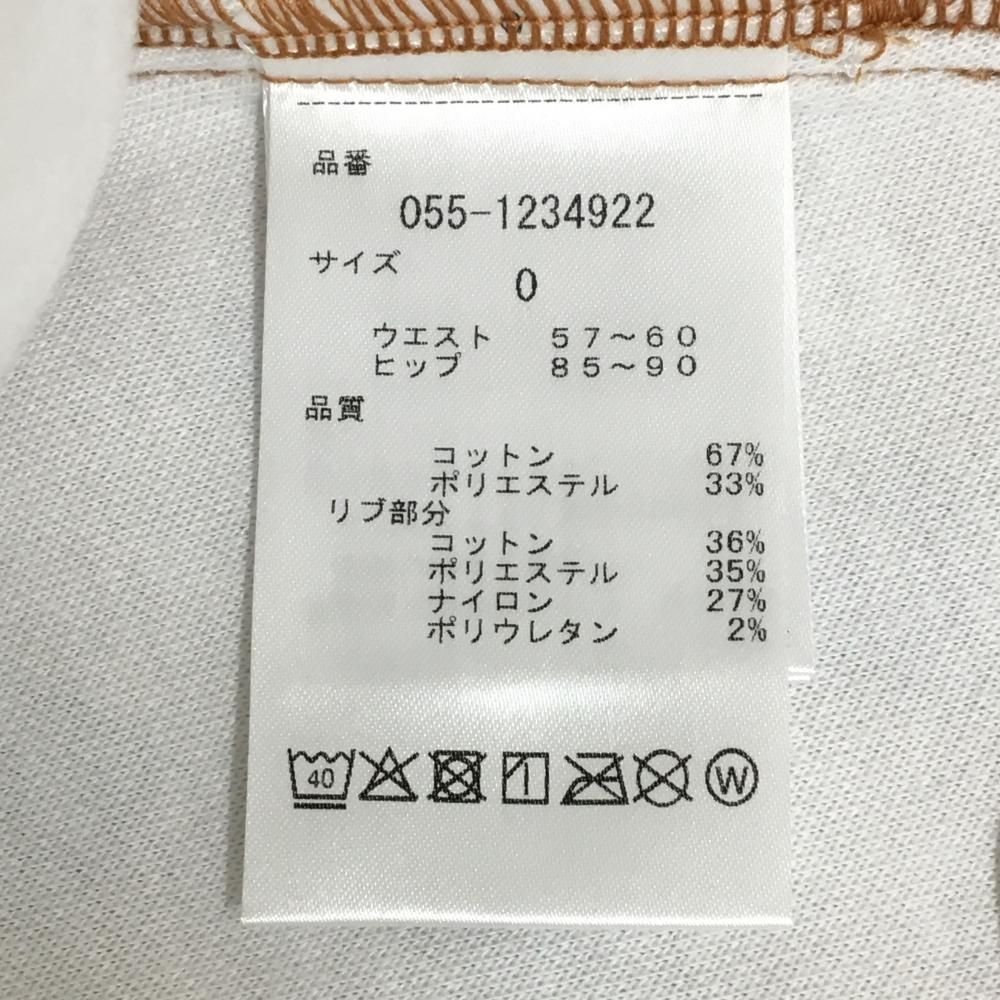 品番
055-1234922
サイズ
0
ウエスト 57～60
ヒップ 85～90
品質
コットン 67%
ポリエステル 33%
リブ部分
コットン 36%
ポリエステル 35%
ナイロン 27%
ポリウレタン 2%
40 W